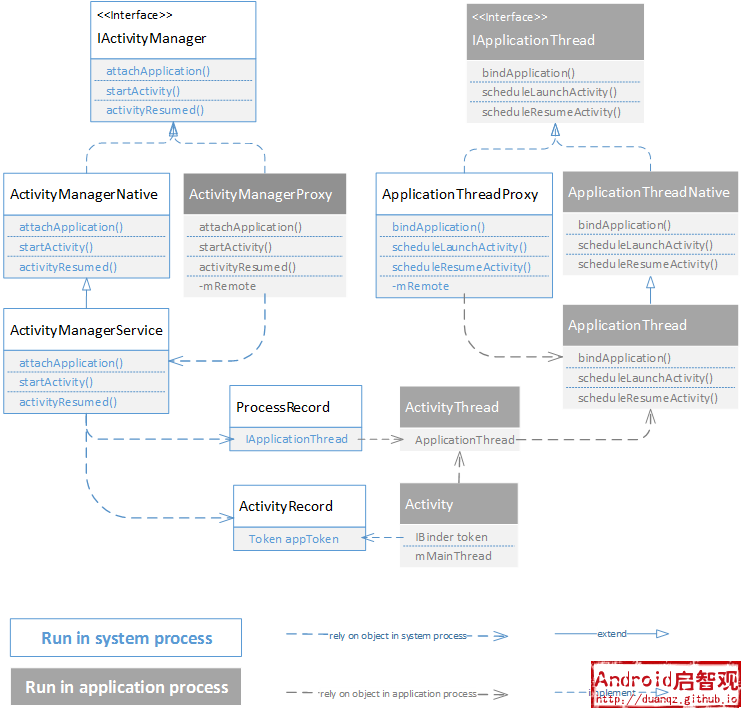 <<Interface>>
IActivityManager
attachApplication()
startActivity()
activityResumed()
<<Interface>>
IApplicationThread
bindApplication()
scheduleLaunchActivity()
scheduleResumeActivity()
ActivityManagerNative
attachApplication()
startActivity()
activityResumed()
ActivityManagerProxy
attachApplication()
startActivity()
activityResumed()
-mRemote
ApplicationThreadProxy
bindApplication()
scheduleLaunchActivity()
scheduleResumeActivity()
-mRemote
ApplicationThreadNative
bindApplication()
scheduleLaunchActivity()
scheduleResumeActivity()
ActivityManagerService
attachApplication()
startActivity()
activityResumed()
ApplicationThread
bindApplication()
scheduleLaunchActivity()
scheduleResumeActivity()
ProcessRecord
IApplicationThread
ActivityThread
ApplicationThread
ActivityRecord
Token appToken
Activity
IBinder token
mMainThread
Run in system process
rely on object in system process
extend
Run in application process
rely on object in application process
implement
Android启智观
http://duanqz.github.io